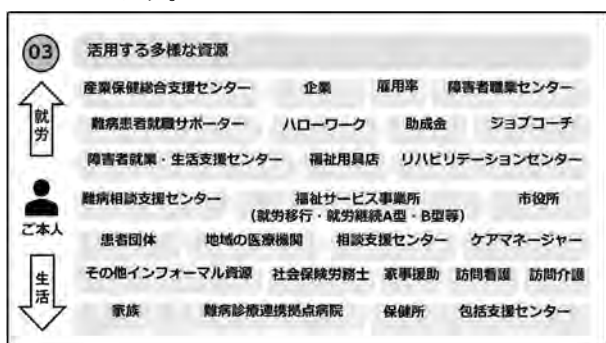 03 活用する多様な資源
産業保健総合支援センター 企業 雇用率 障害者職業センター
就労
難病患者就職サポーター ハローワーク 助成金 ジョブコーチ
障害者就業・生活支援センター 福祉用具店 リハビリテーションセンター
難病相談支援センター 福祉サービス事業所 市役所
(就労移行・就労継続A型・B型等)
ご本人
患者団体 地域の医療機関 相談支援センター ケアマネージャー
その他インフォーマル資源 社会保険労務士 家事援助 訪問看護 訪問介護
生活
家族 難病診療連携拠点病院 保健所 包括支援センター